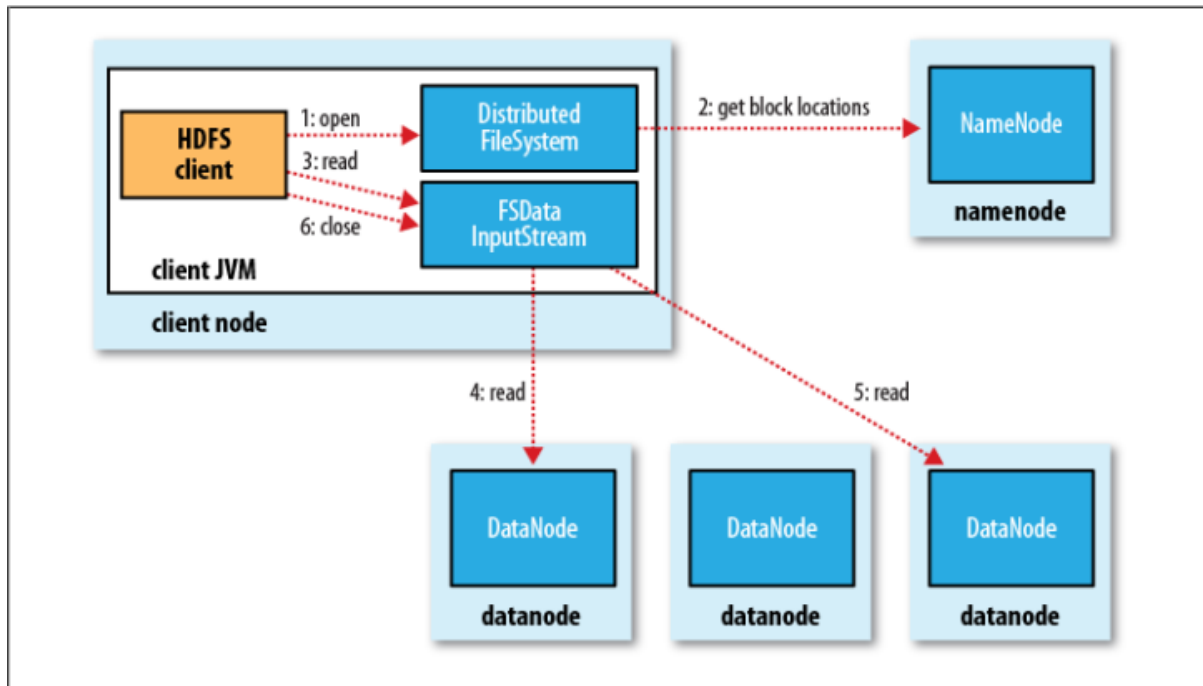 1: open
HDFS
client
3: read
6: close
Distributed
FileSystem
FSData
InputStream
client JVM
client node
2: get block locations
NameNode
namenode
4: read
5: read
DataNode
datanode
DataNode
datanode
DataNode
datanode